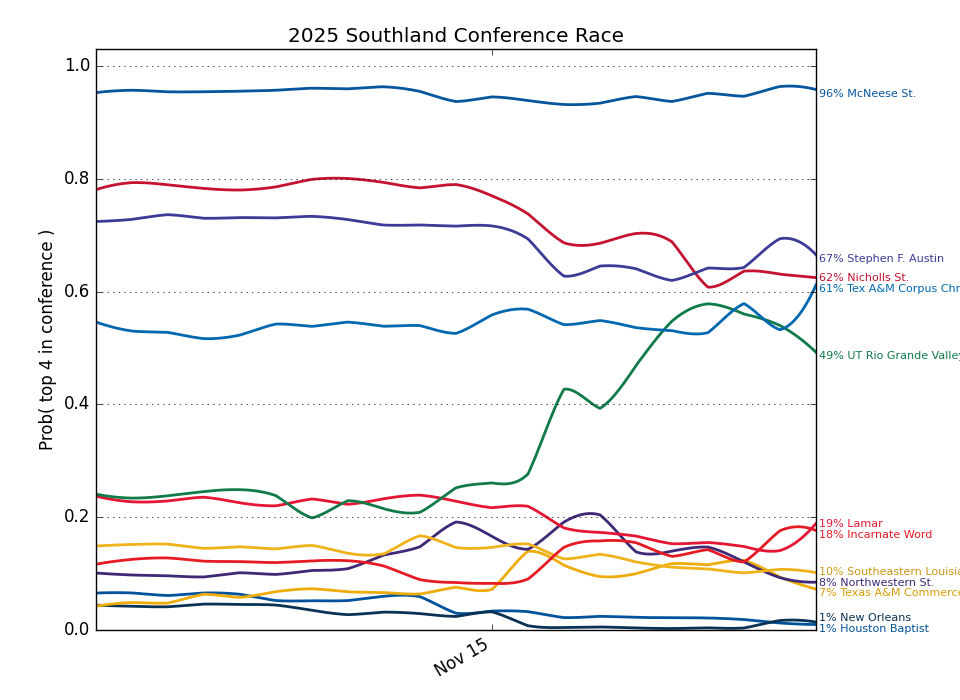 2025 Southland Conference Race
1.0
0.8
0.6
0.4
0.2
0.0
Prob( top 4 in conference )
Nov 15
96% McNeese St.
67% Stephen F. Austin
62% Nicholls St.
61% Tex A&M Corpus Chr
49% UT Rio Grande Valley
19% Lamar
18% Incarnate Word
10% Southeastern Louisia
8% Northwestern St.
7% Texas A&M Commerce
1% New Orleans
1% Houston Baptist